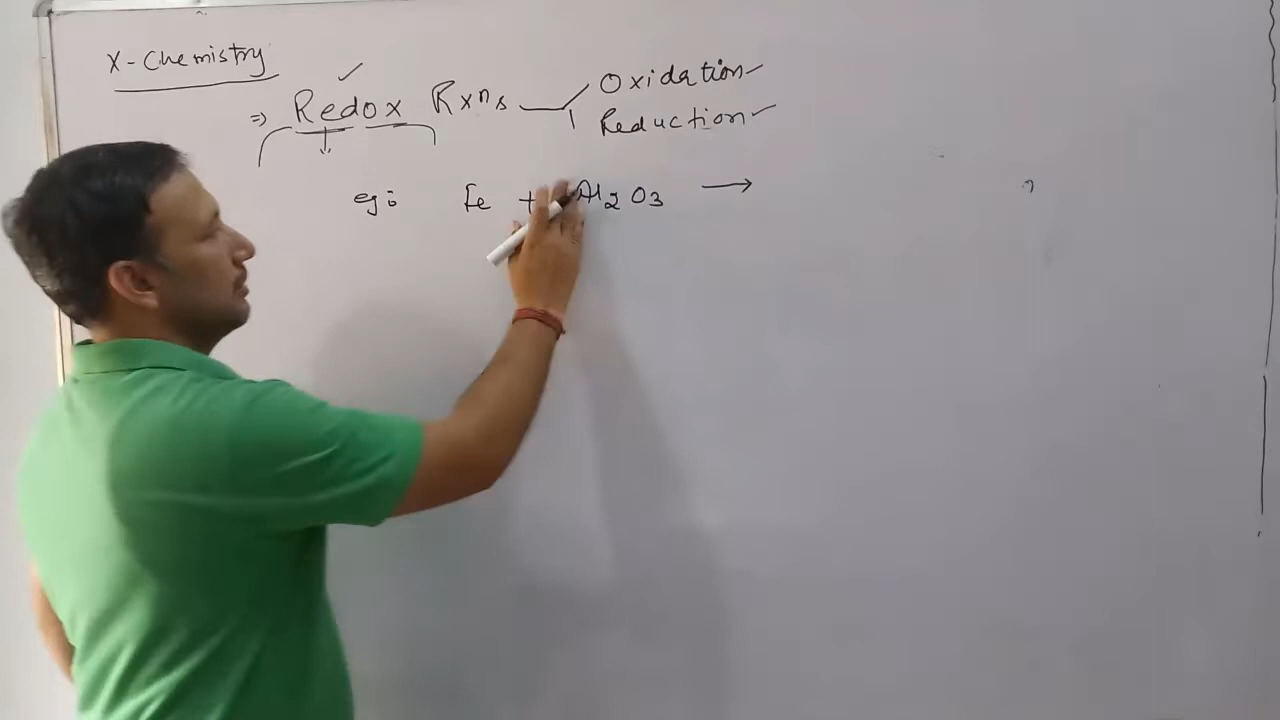 X-Chemistry
⇒ Redox Rxns
Oxidation
Reduction
eg: Fe + Al2O3 →